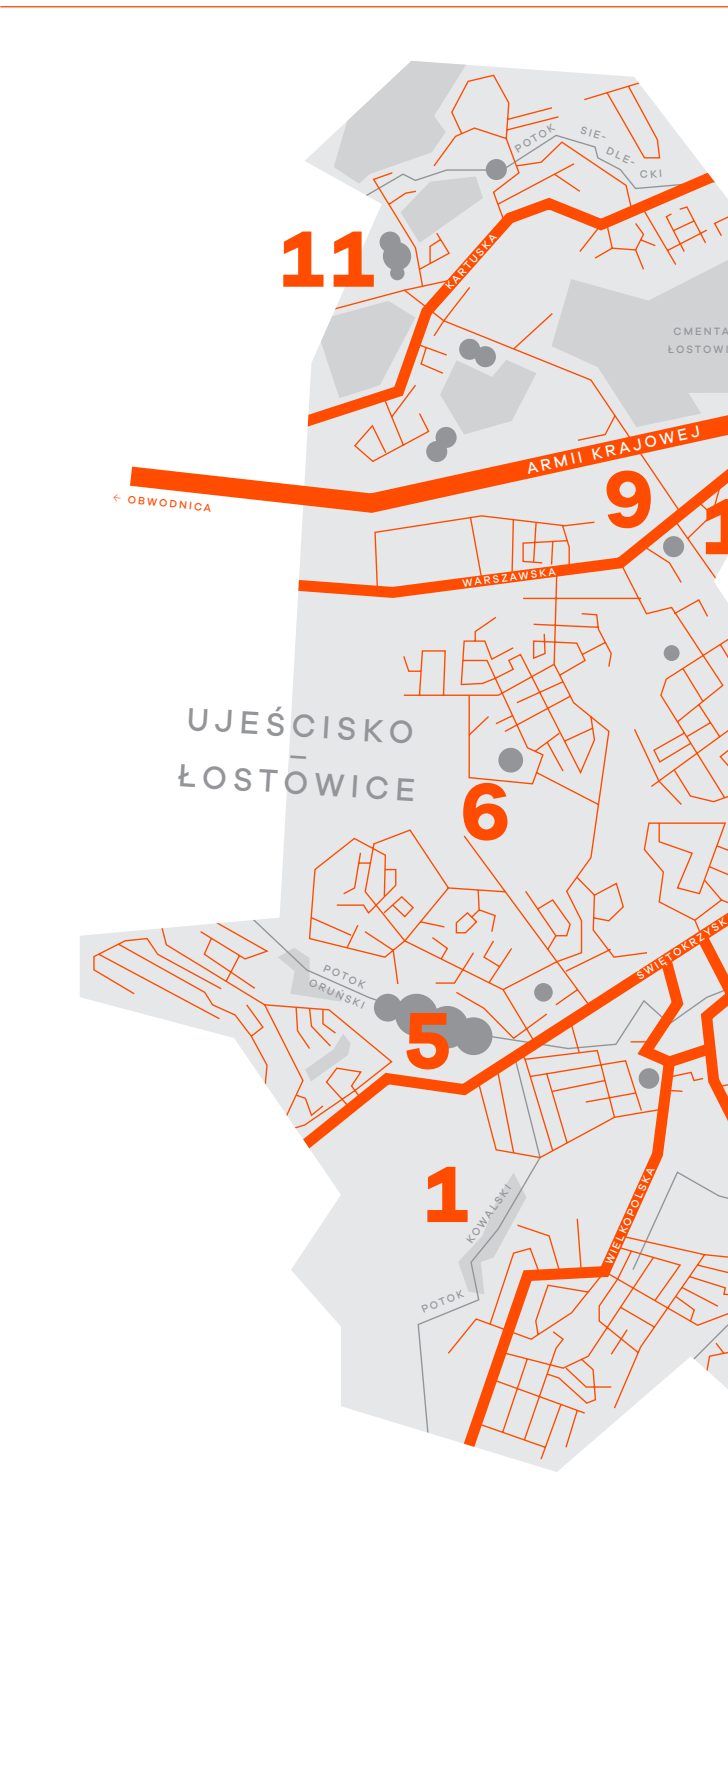 POTOK
SIE-
DLE-
CKI
11
KARTUSKA
CMENTA
ŁOSTOWI
ARMII KRAJOWEJ
9
1
← OBWODNICA
WARSZAWSKA
UJEŚCISKO
–
ŁOSTOWICE
6
ŚWIĘTOKRZYSK
POTOK
ORUŃSKI
5
1
KOWALSKI
WIELKOPOLSKA
POTOK